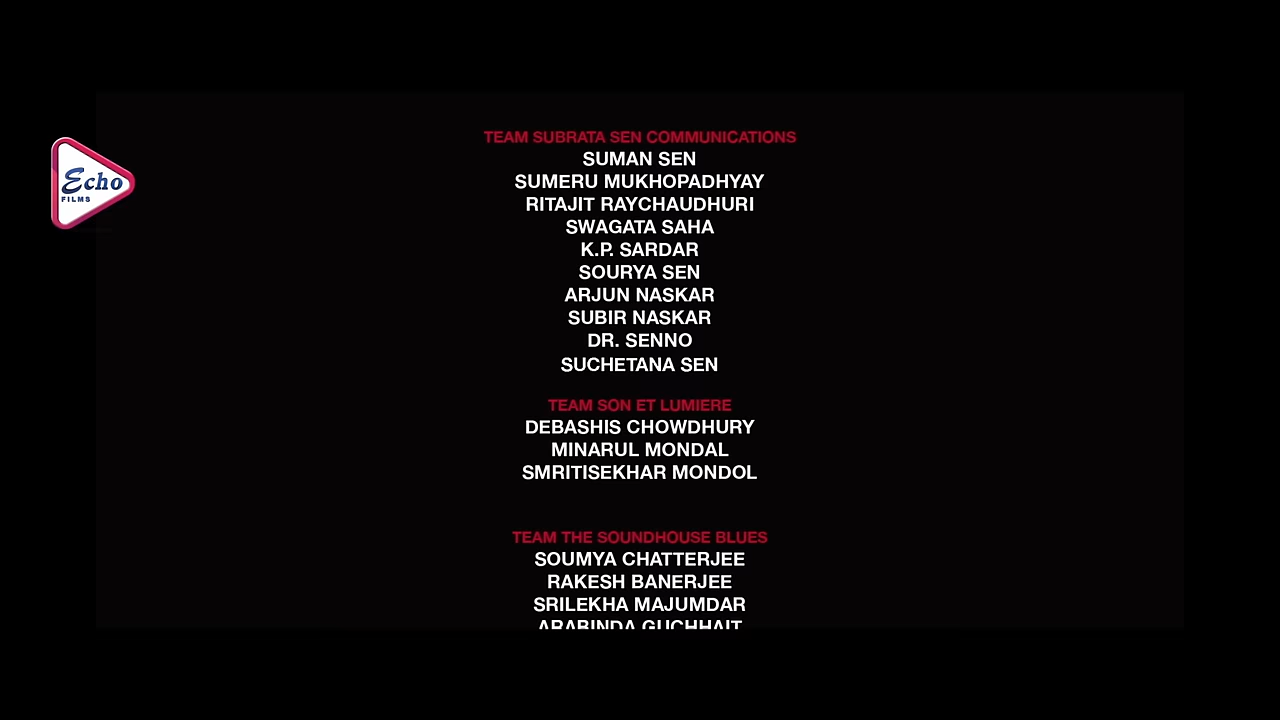 TEAM SUBRATA SEN COMMUNICATIONS
SUMAN SEN
SUMERU MUKHOPADHYAY
RITAJIT RAYCHAUDHURI
SWAGATA SAHA
K.P. SARDAR
SOURYA SEN
ARJUN NASKAR
SUBIR NASKAR
DR. SENNO
SUCHETANA SEN
TEAM SON ET LUMIERE
DEBASHIS CHOWDHURY
MINARUL MONDAL
SMRITISEKHAR MONDOL
TEAM THE SOUNDHOUSE BLUES
SOUMYA CHATTERJEE
RAKESH BANERJEE
SRILEKHA MAJUMDAR
ARABINDA GUCHHAIT
Echo
FILMS